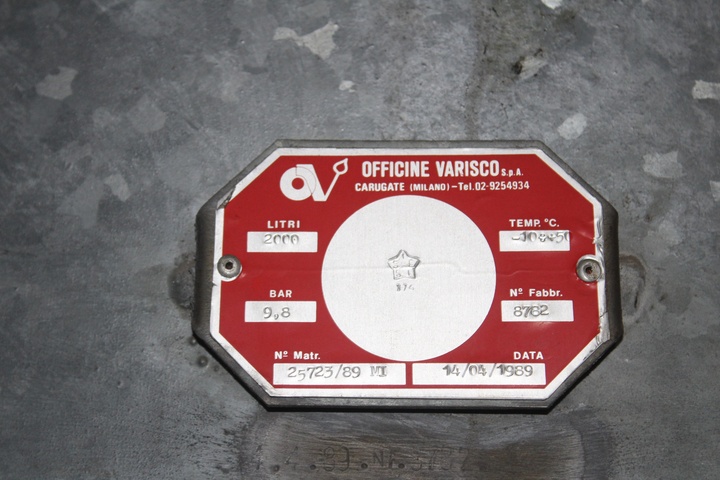 OV OFFICINE VARISCO S.p.A.
CARUGATE (MILANO) - Tel. 02-9254934
LITRI
2000
TEMP. °C.
BAR
9,8
Nº Fabbr.
8782
Nº Matr.
25723/89 MI
DATA
14/04/1989